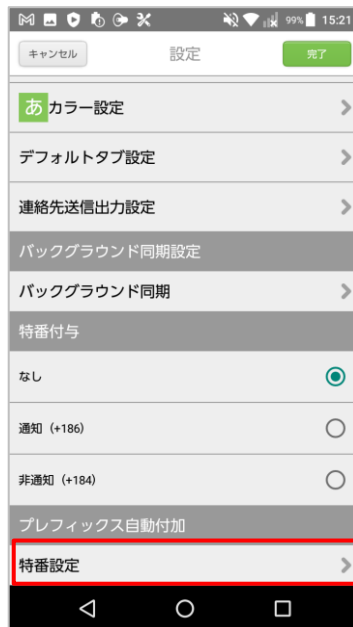 99% 15:21
キャンセル 設定 完了
あ カラー設定
デフォルトタブ設定
連絡先送信出力設定
バックグラウンド同期設定
バックグラウンド同期
特番付与
なし
通知（+186）
非通知（+184）
プレフィックス自動付加
特番設定